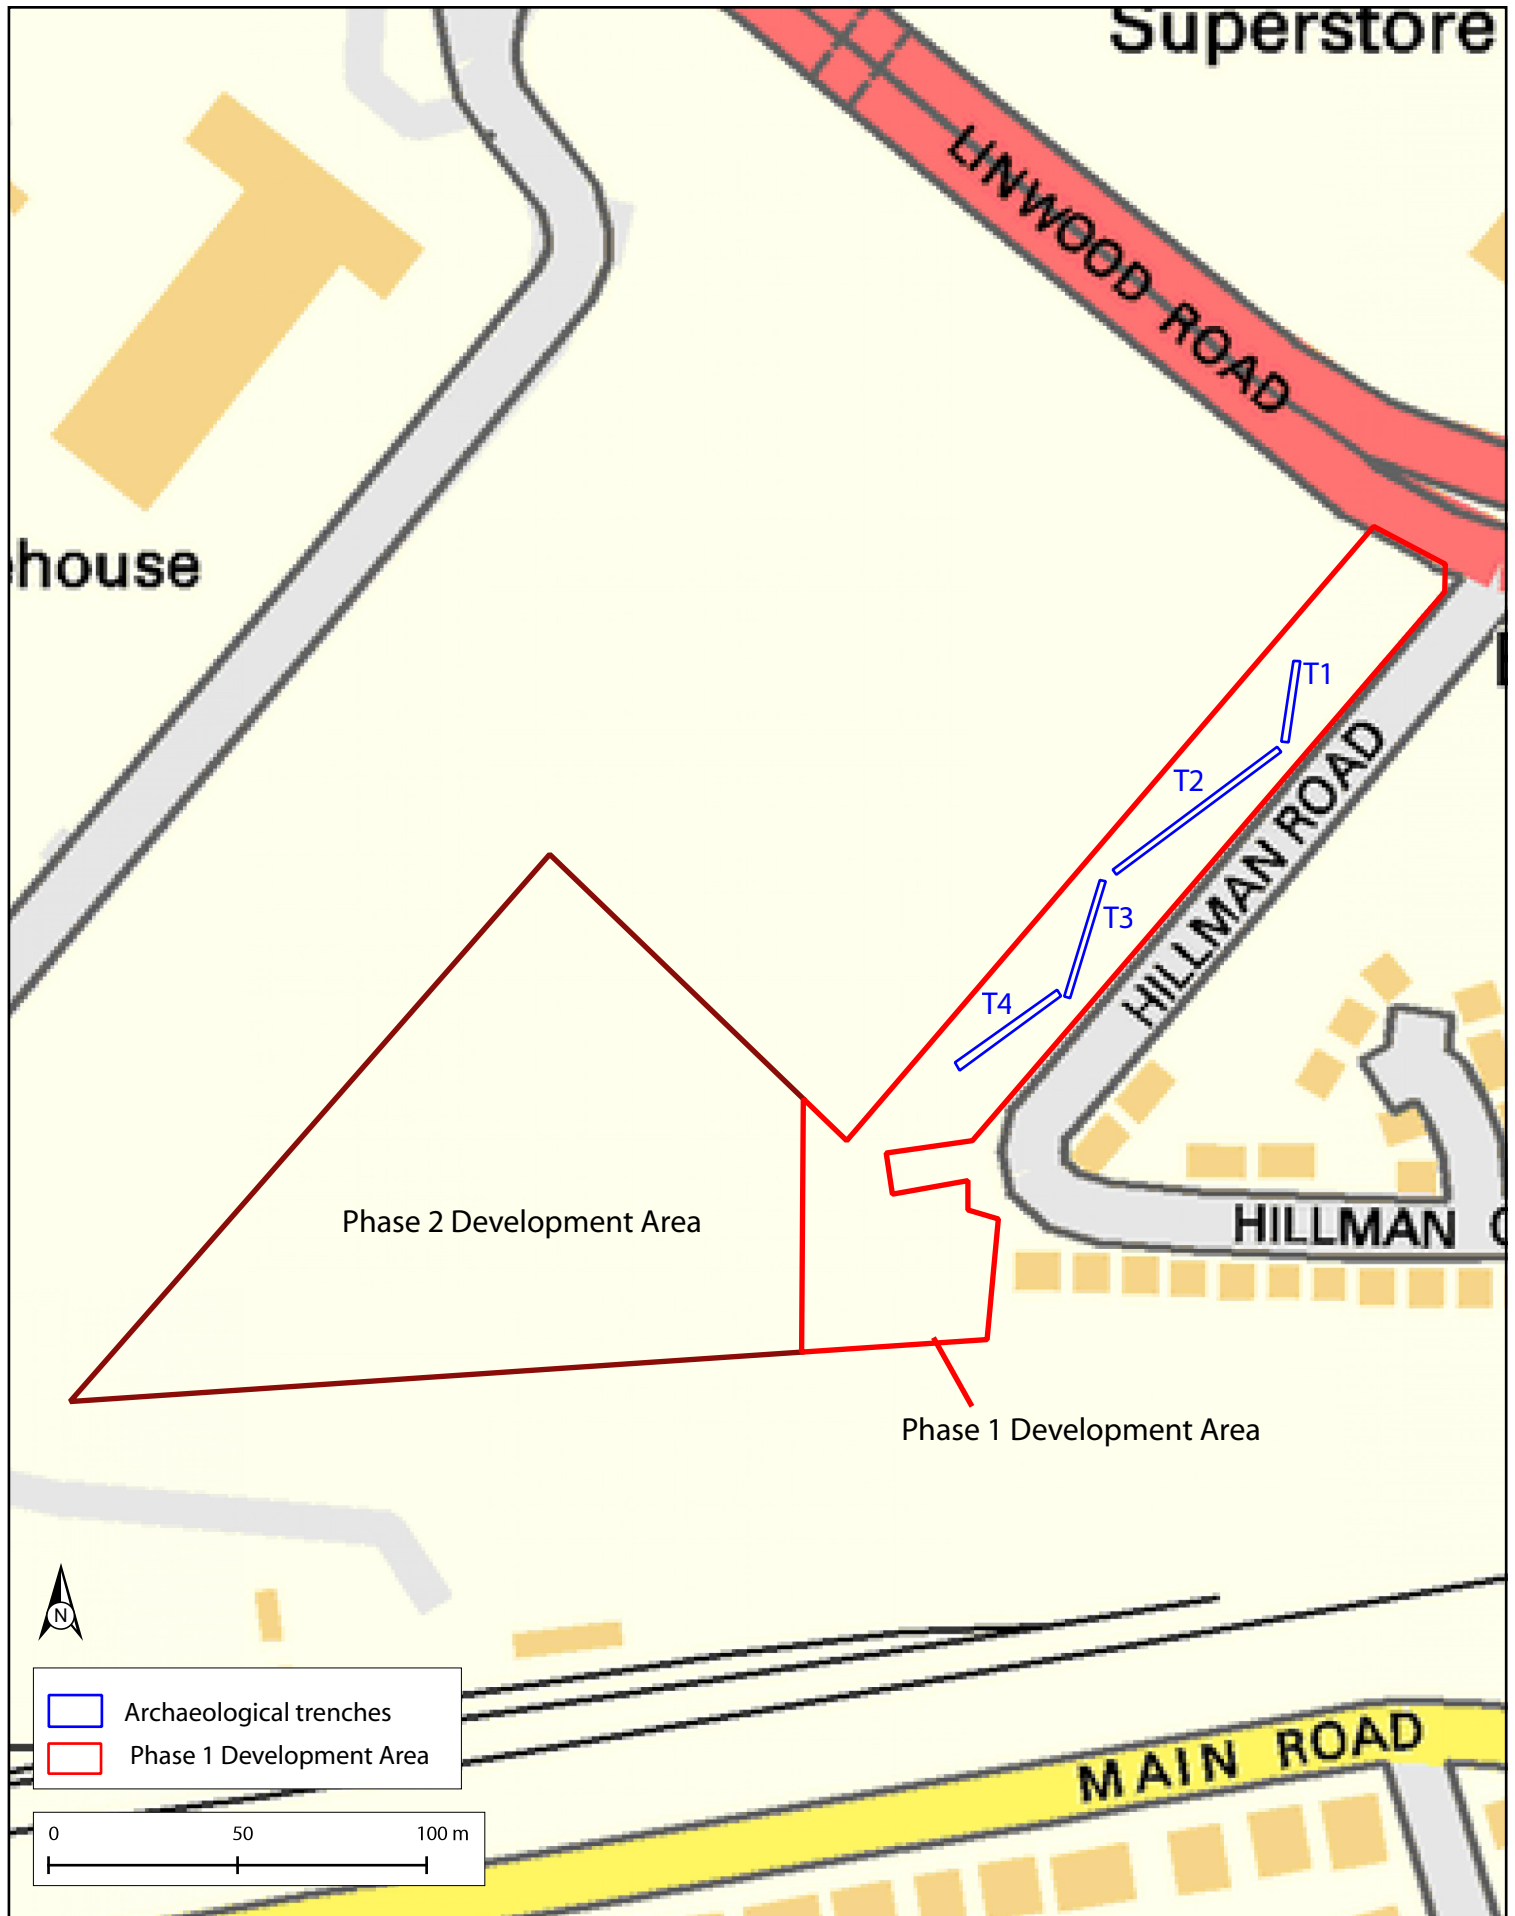 Superstore
LINWOOD ROAD
house
T1
T2
HILLMAN ROAD
T3
T4
Phase 2 Development Area
HILLMAN
Phase 1 Development Area
N
Archaeological trenches
Phase 1 Development Area
MAIN ROAD
0 50 100 m